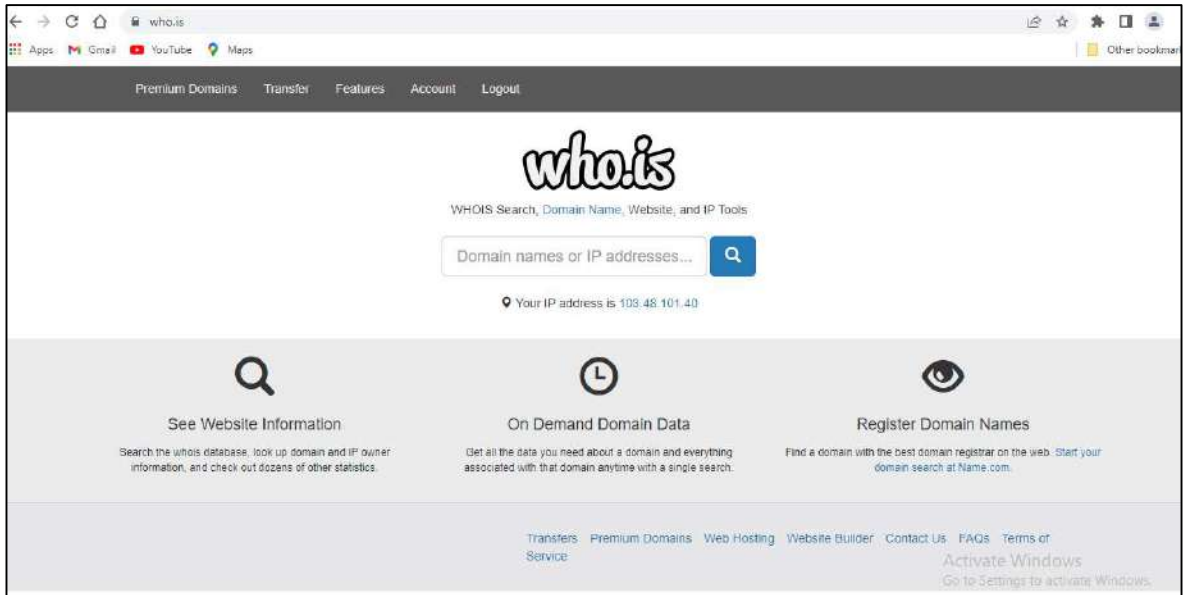 who.is
Apps Gmail YouTube Maps Other bookmar
Premium Domains Transfer Features Account Logout
who.is
WHOIS Search, Domain Name, Website, and IP Tools
Domain names or IP addresses...
Your IP address is 103.48.101.40
See Website Information On Demand Domain Data Register Domain Names
Search the whois database, look up domain and IP owner Get all the data you need about a domain and everything Find a domain with the best domain registrar on the web. Start your
information, and check out dozens of other statistics. associated with that domain anytime with a single search. domain search at Name.com.
Transfers Premium Domains Web Hosting Website Builder Contact Us FAQs Terms of
Service
Activate Windows
Go to Settings to activate Windows.